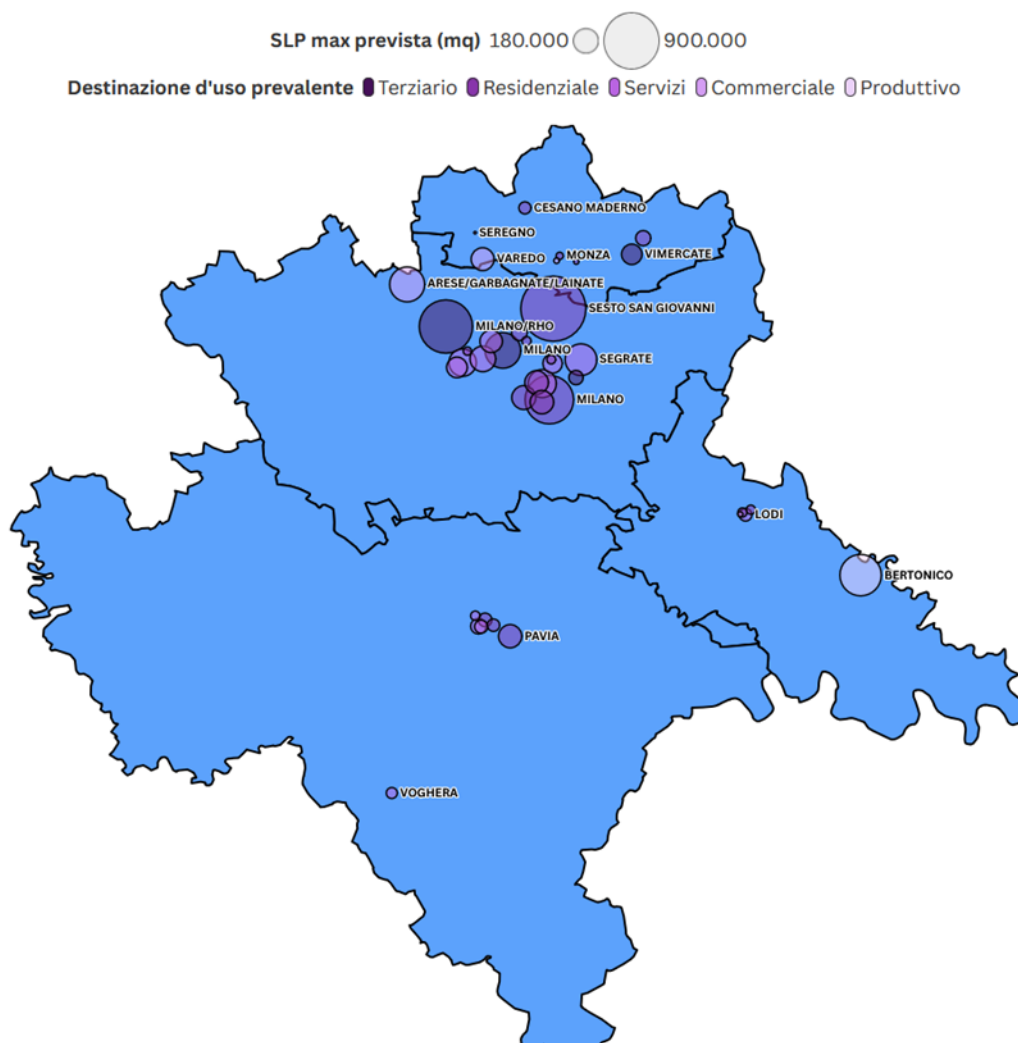 SLP max prevista (mq) 180.000 900.000
Destinazione d'uso prevalente Terziario Residenziale Servizi Commerciale Produttivo
CESANO MADERNO
SEREGNO
MONZA
VIMERCATE
VAREDO
ARESE/GARBAGNATE/LAINATE
SESTO SAN GIOVANNI
MILANO/RHO
MILANO
SEGRATE
MILANO
LODI
BERTONICO
PAVIA
VOGHERA